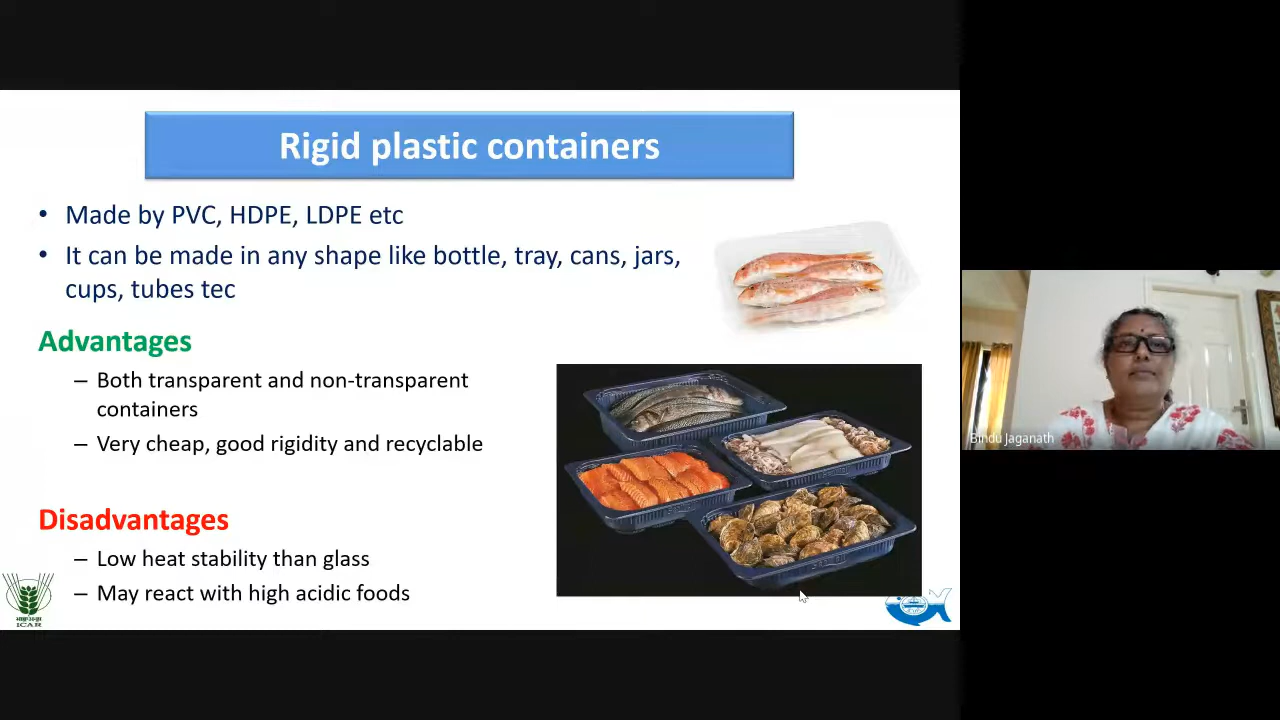 Rigid plastic containers
• Made by PVC, HDPE, LDPE etc
• It can be made in any shape like bottle, tray, cans, jars,
cups, tubes tec
Advantages
– Both transparent and non-transparent
containers
– Very cheap, good rigidity and recyclable
Disadvantages
– Low heat stability than glass
– May react with high acidic foods
ICAR
Bindu Jaganath